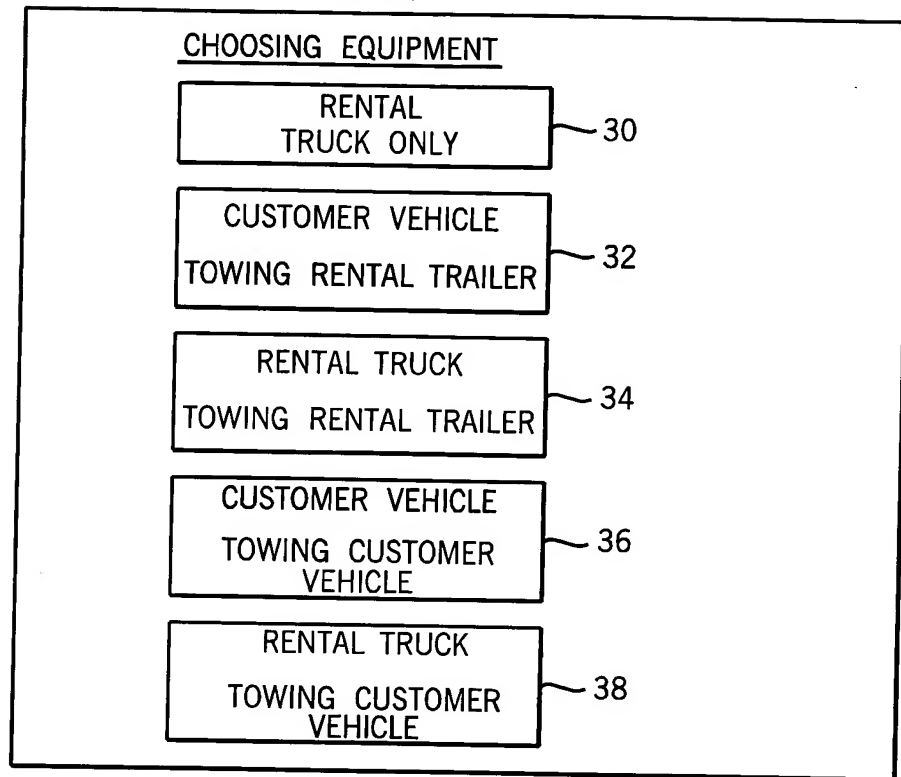 CHOOSING EQUIPMENT
RENTAL
TRUCK ONLY
30
CUSTOMER VEHICLE
TOWING RENTAL TRAILER
32
RENTAL TRUCK
TOWING RENTAL TRAILER
34
CUSTOMER VEHICLE
TOWING CUSTOMER
VEHICLE
36
RENTAL TRUCK
TOWING CUSTOMER
VEHICLE
38